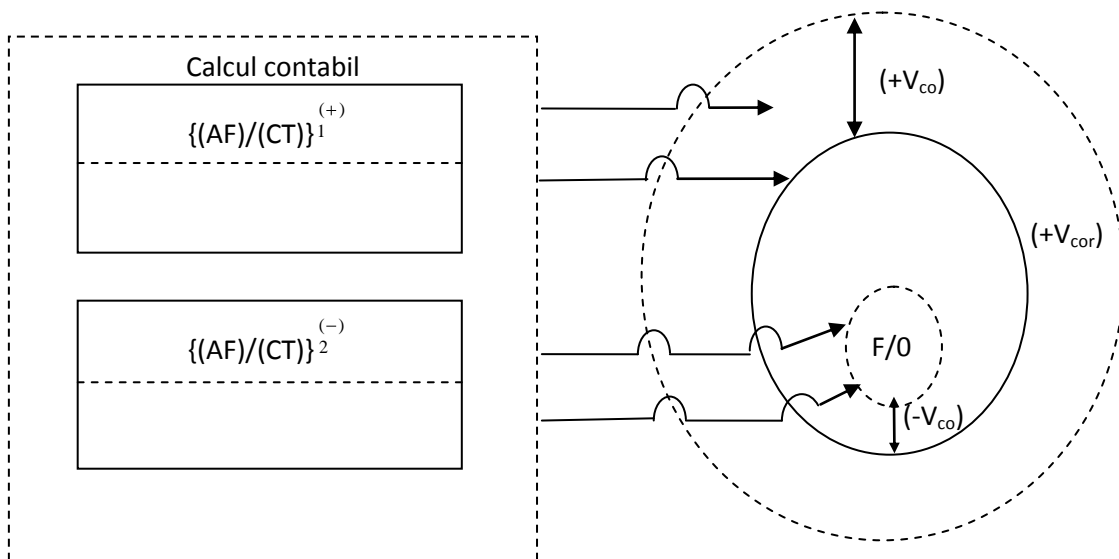 Calcul contabil
{(AF)/(CT)}₁⁽⁺⁾
{(AF)/(CT)}₂⁽⁻⁾
(+Vco)
(+Vcor)
F/0
(-Vco)